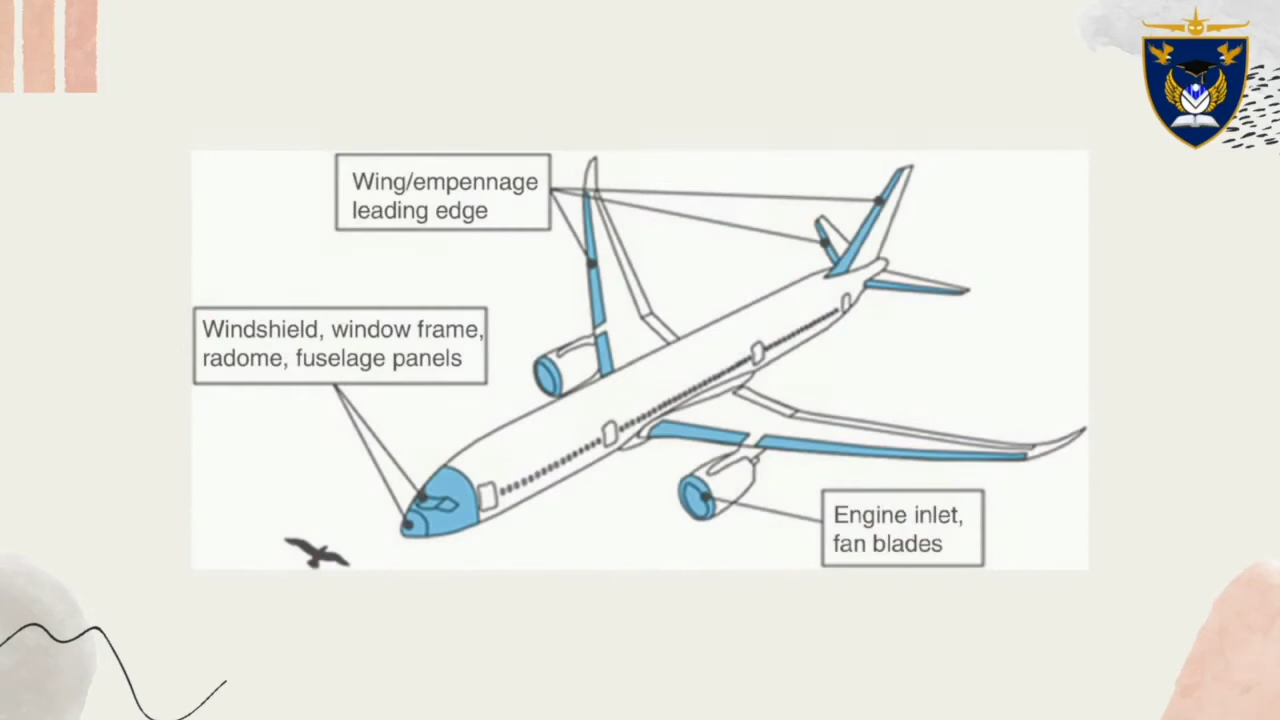 Wing/empennage
leading edge
Windshield, window frame,
radome, fuselage panels
Engine inlet,
fan blades